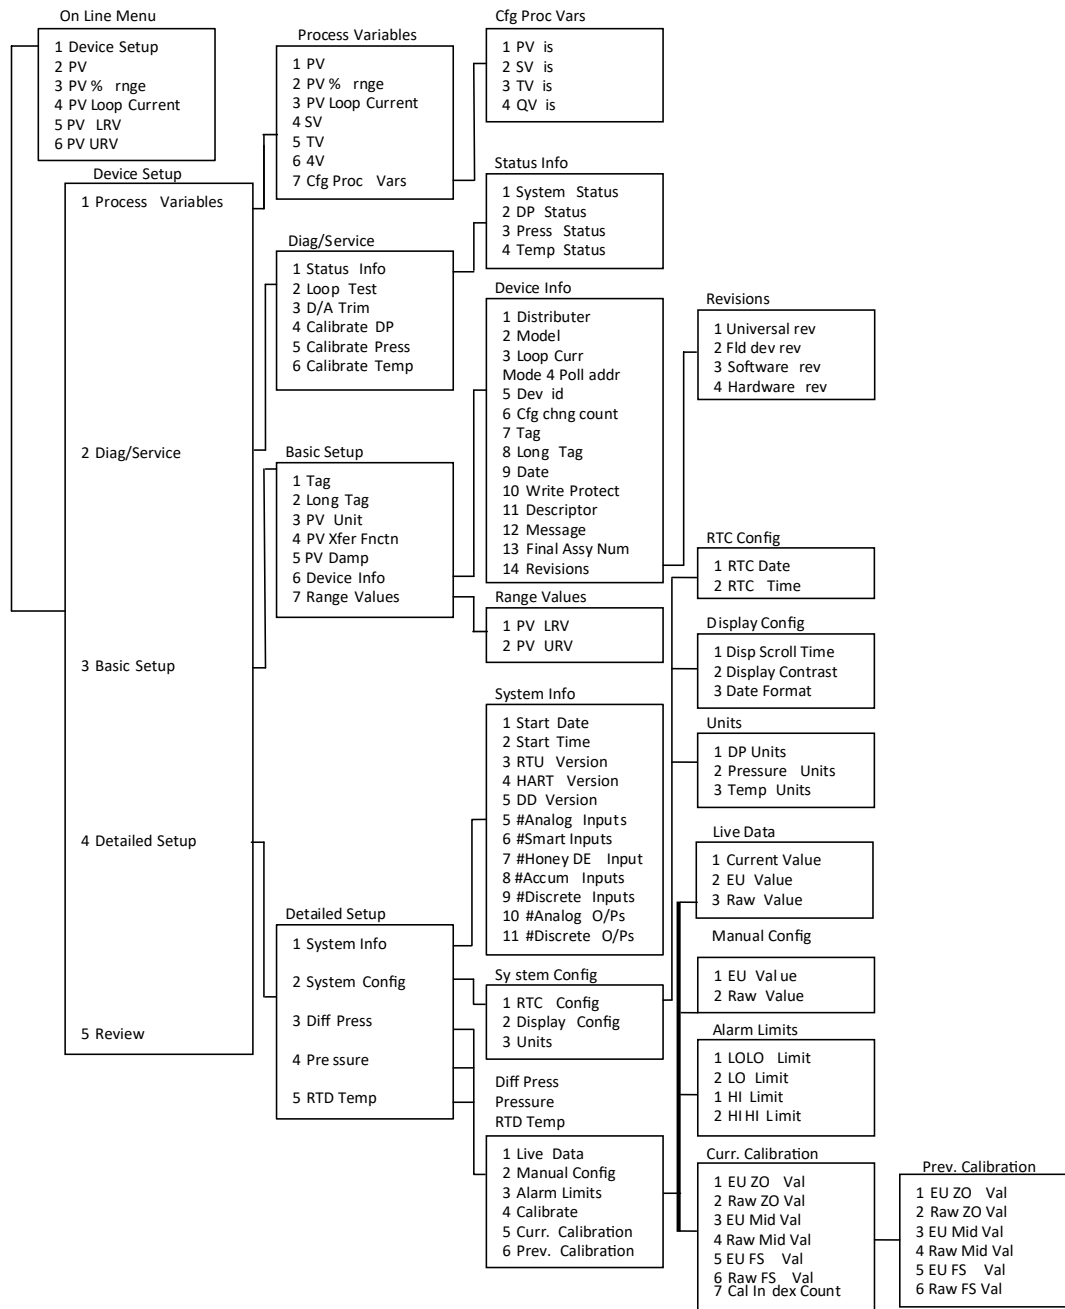 On Line Menu
1 Device Setup
2 PV
3 PV % rnge
4 PV Loop Current
5 PV LRV
6 PV URV
Device Setup
1 Process Variables
2 Diag/Service
3 Basic Setup
4 Detailed Setup
5 Review
Process Variables
1 PV
2 PV % rnge
3 PV Loop Current
4 SV
5 TV
6 4V
7 Cfg Proc Vars
Diag/Service
1 Status Info
2 Loop Test
3 D/A Trim
4 Calibrate DP
5 Calibrate Press
6 Calibrate Temp
Basic Setup
1 Tag
2 Long Tag
3 PV Unit
4 PV Xfer Fnctn
5 PV Damp
6 Device Info
7 Range Values
Detailed Setup
1 System Info
2 System Config
3 Diff Press
4 Pressure
5 RTD Temp
Cfg Proc Vars
1 PV is
2 SV is
3 TV is
4 QV is
Status Info
1 System Status
2 DP Status
3 Press Status
4 Temp Status
Device Info
1 Distributer
2 Model
3 Loop Curr
Mode 4 Poll addr
5 Dev id
6 Cfg chng count
7 Tag
8 Long Tag
9 Date
10 Write Protect
11 Descriptor
12 Message
13 Final Assy Num
14 Revisions
Range Values
1 PV LRV
2 PV URV
System Info
1 Start Date
2 Start Time
3 RTU Version
4 HART Version
5 DD Version
5 #Analog Inputs
6 #Smart Inputs
7 #Honey DE Input
8 #Accum Inputs
9 #Discrete Inputs
10 #Analog O/Ps
11 #Discrete O/Ps
Sy stem Config
1 RTC Config
2 Display Config
3 Units
Diff Press
Pressure
RTD Temp
1 Live Data
2 Manual Config
3 Alarm Limits
4 Calibrate
5 Curr. Calibration
6 Prev. Calibration
Revisions
1 Universal rev
2 Fld dev rev
3 Software rev
4 Hardware rev
RTC Config
1 RTC Date
2 RTC Time
Display Config
1 Disp Scroll Time
2 Display Contrast
3 Date Format
Units
1 DP Units
2 Pressure Units
3 Temp Units
Live Data
1 Current Value
2 EU Value
3 Raw Value
Manual Config
1 EU Value
2 Raw Value
Alarm Limits
1 LOLO Limit
2 LO Limit
1 HI Limit
2 HIHI Limit
Curr. Calibration
1 EU ZO Val
2 Raw ZO Val
3 EU Mid Val
4 Raw Mid Val
5 EU FS Val
6 Raw FS Val
7 Cal In dex Count
Prev. Calibration
1 EU ZO Val
2 Raw ZO Val
3 EU Mid Val
4 Raw Mid Val
5 EU FS Val
6 Raw FS Val